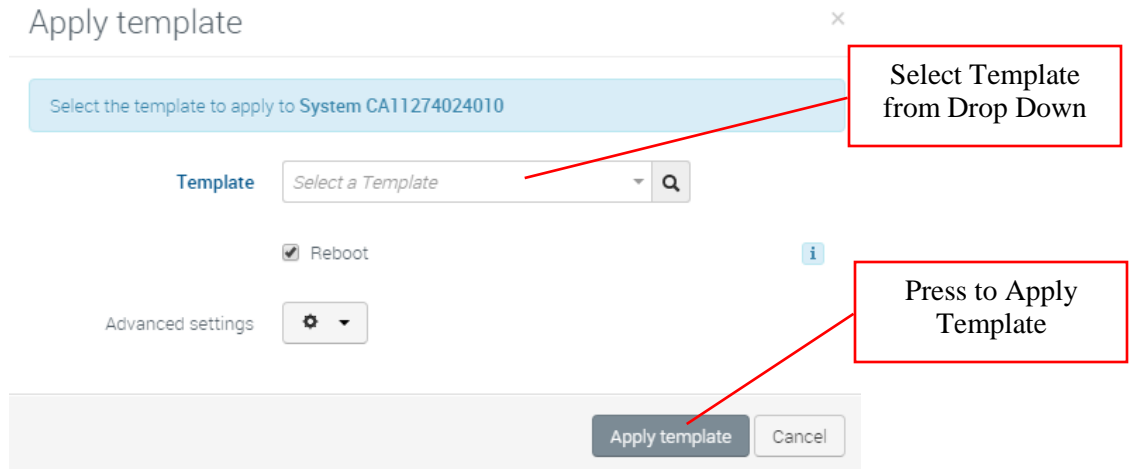 Apply template
×
Select Template
from Drop Down
Select the template to apply to System CA11274024010
Template
Select a Template
Reboot
i
Press to Apply
Template
Advanced settings
Apply template
Cancel